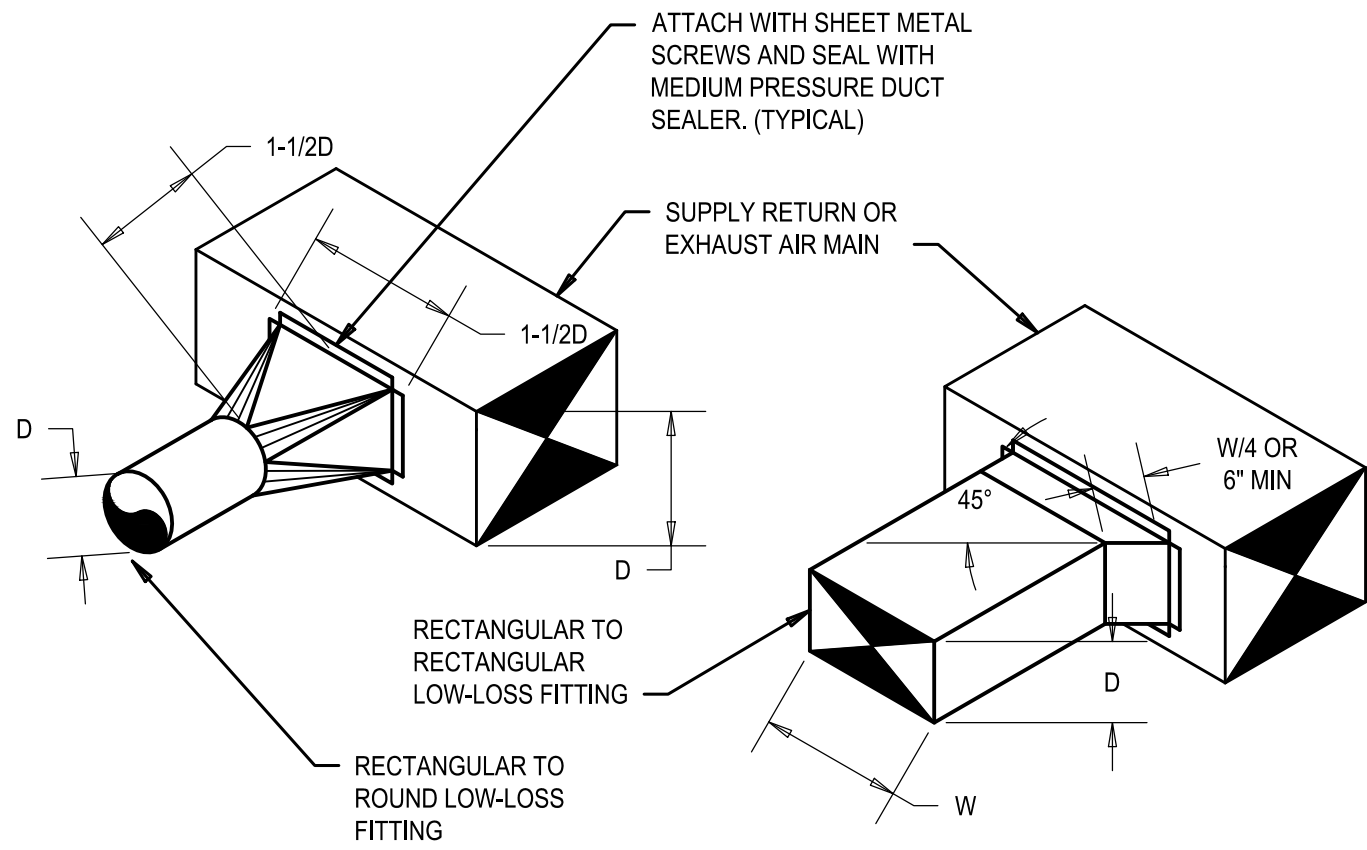 ATTACH WITH SHEET METAL
SCREWS AND SEAL WITH
MEDIUM PRESSURE DUCT
SEALER. (TYPICAL)
1-1/2D
SUPPLY RETURN OR
EXHAUST AIR MAIN
1-1/2D
D
D
W/4 OR
6" MIN
45°
RECTANGULAR TO
RECTANGULAR
LOW-LOSS FITTING
D
W
RECTANGULAR TO
ROUND LOW-LOSS
FITTING